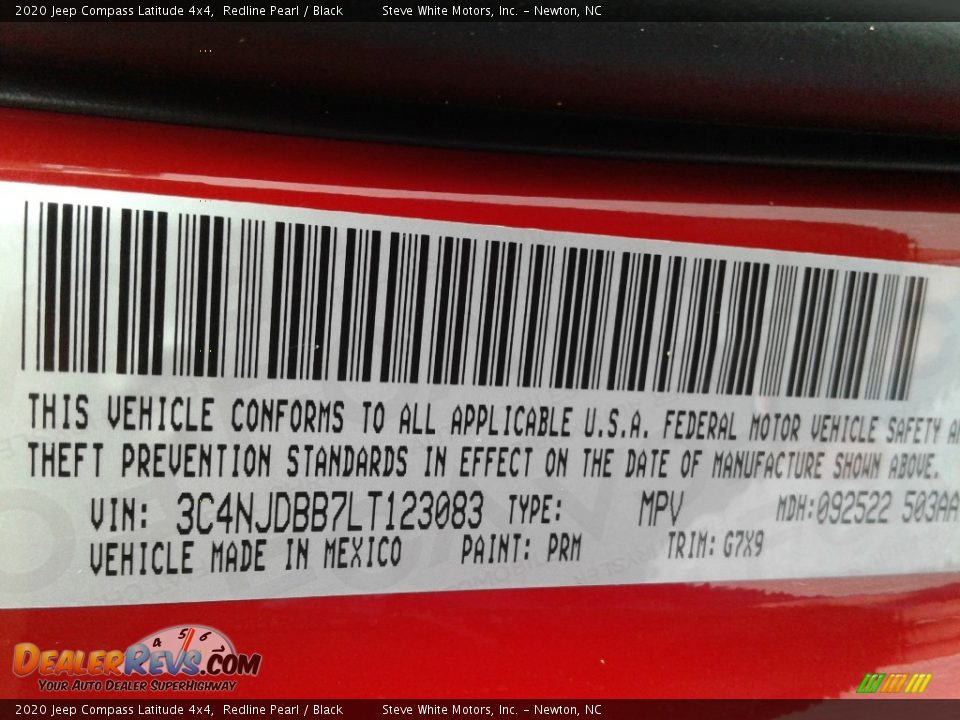 2020 Jeep Compass Latitude 4x4, Redline Pearl / Black Steve White Motors, Inc. - Newton, NC
THIS VEHICLE CONFORMS TO ALL APPLICABLE U.S.A. FEDERAL MOTOR VEHICLE SAFETY
THEFT PREVENTION STANDARDS IN EFFECT ON THE DATE OF MANUFACTURE SHOWN ABOVE.
VIN: 3C4NJDBB7LT123083 TYPE: MPV MDH:092522 503AA
VEHICLE MADE IN MEXICO PAINT: PRM TRIM: G7X9
4 5 6
DEALERREVS.COM
YOUR AUTO DEALER SUPERHIGHWAY
2020 Jeep Compass Latitude 4x4, Redline Pearl / Black Steve White Motors, Inc. - Newton, NC